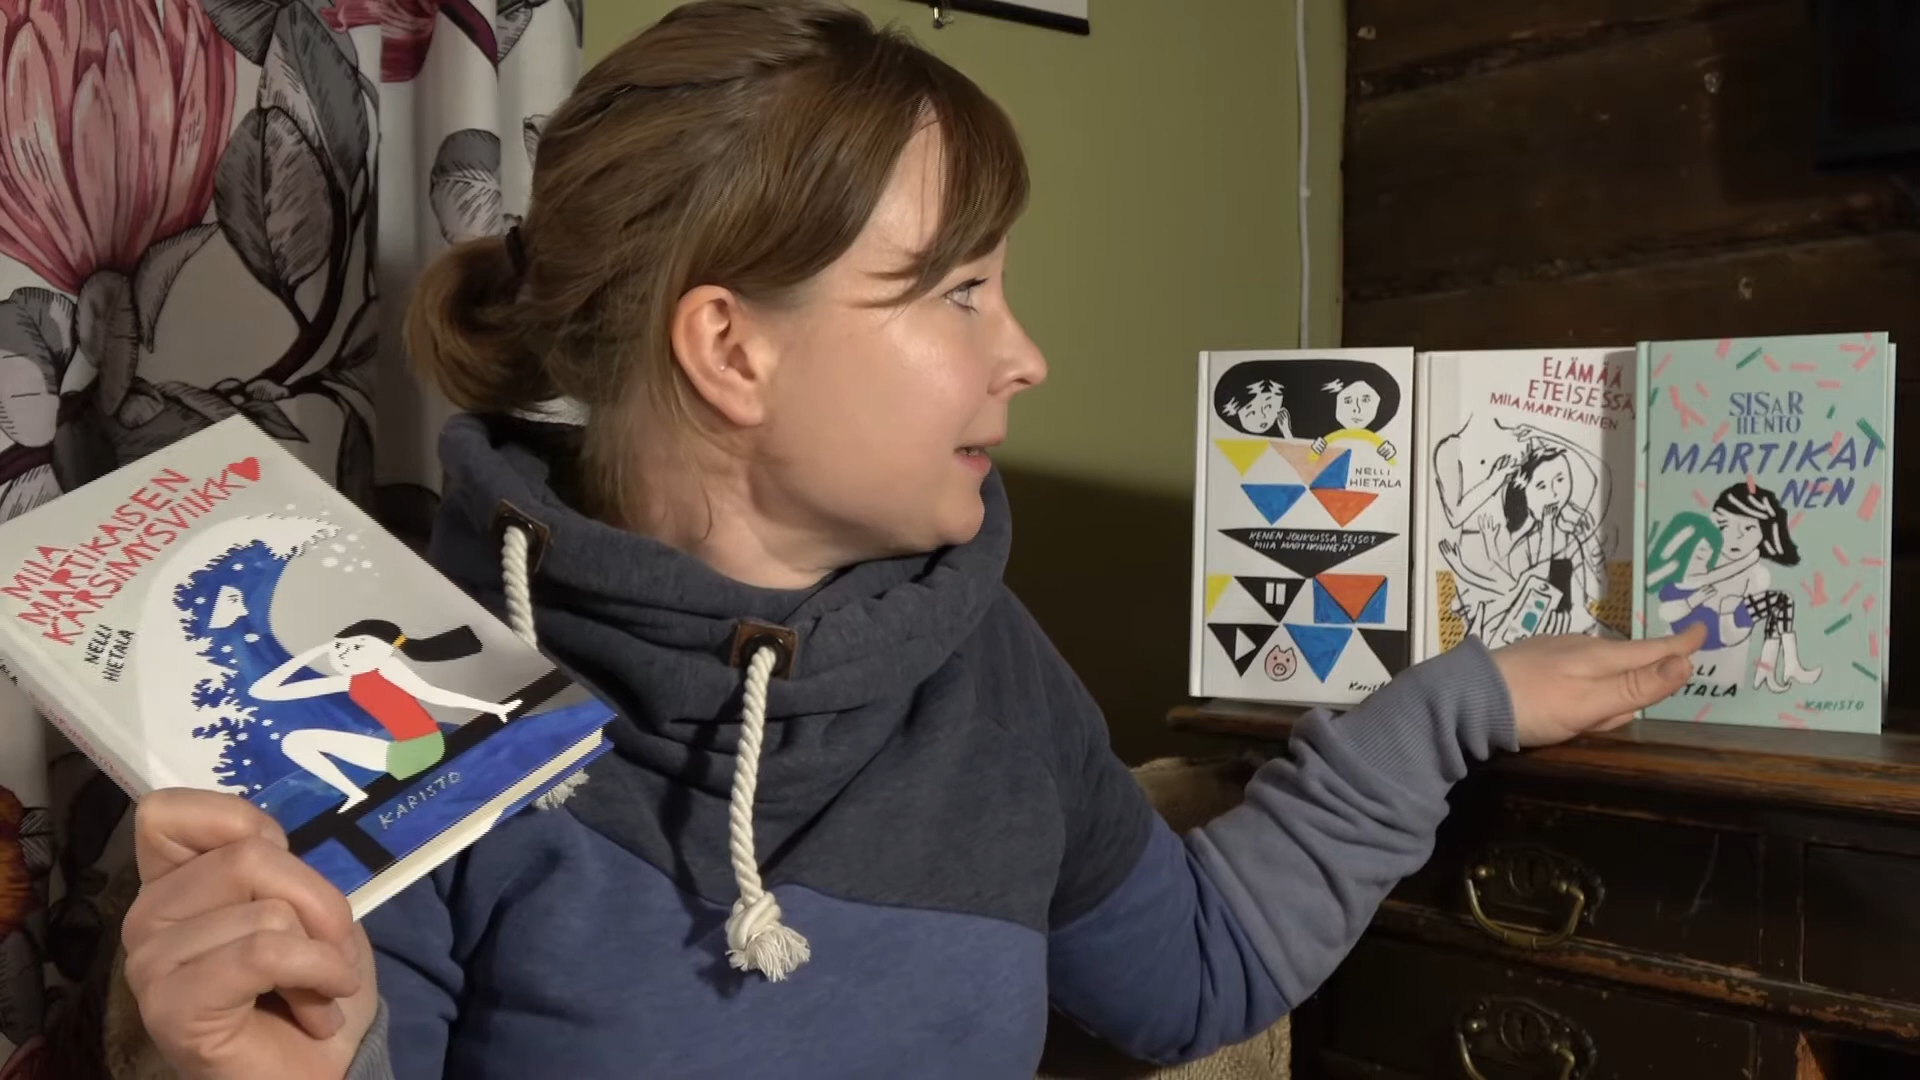 MIIA
MARTIKAISEN
KÄRSIMYSVIIKKO
NELLI
HIETALA
KARISTO
NELLI
HIETALA
KENEN JOUKOISSA SEISOT
MIIA MARTIKAINEN?
Karisto
ELÄMÄÄ
ETEISESSÄ,
MIIA MARTIKAINEN
SISAR
HENTO
MARTIKAI
NEN
KARISTO